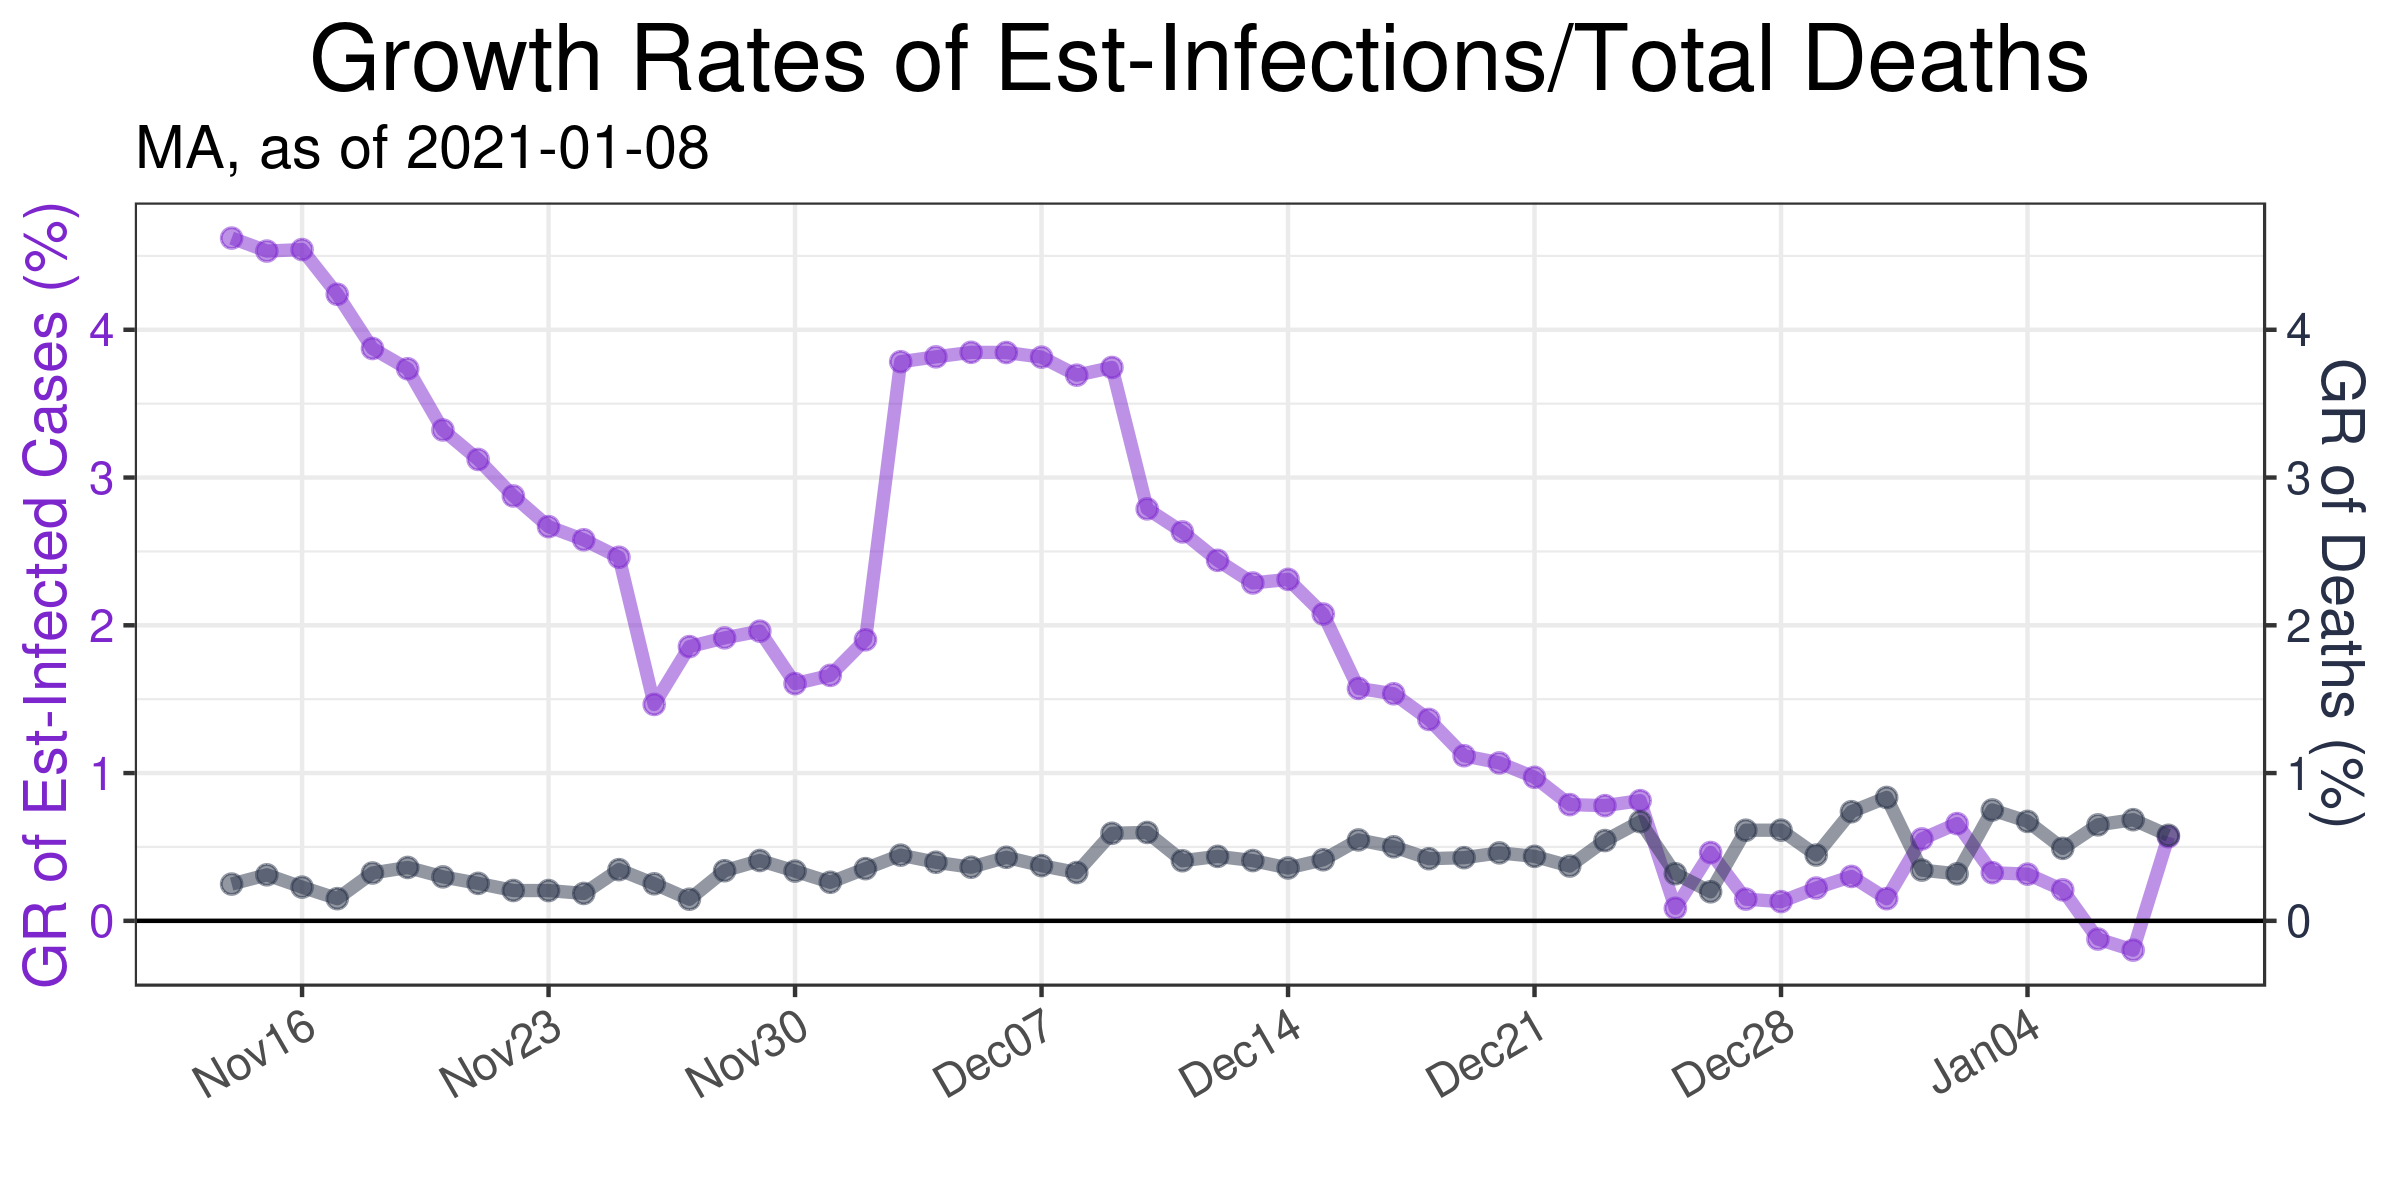 Growth Rates of Est-Infections/Total Deaths
MA, as of 2021-01-08
GR of Est-Infected Cases (%)
4
3
2
1
0
4
3
2
1
0
GR of Deaths (%)
Nov16
Nov23
Nov30
Dec07
Dec14
Dec21
Dec28
Jan04